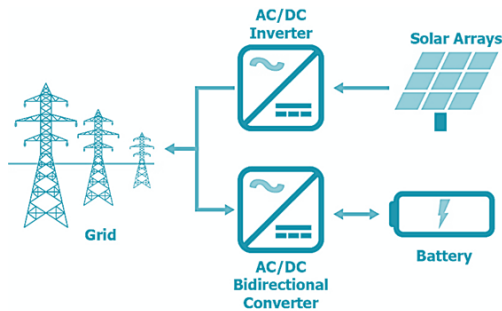 AC/DC
Inverter
Solar Arrays
Grid
AC/DC
Bidirectional
Converter
Battery